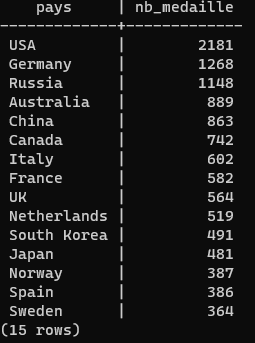 pays | nb_medaille
-------------+-------------
USA | 2181
Germany | 1268
Russia | 1148
Australia | 889
China | 863
Canada | 742
Italy | 602
France | 582
UK | 564
Netherlands | 519
South Korea | 491
Japan | 481
Norway | 387
Spain | 386
Sweden | 364
(15 rows)